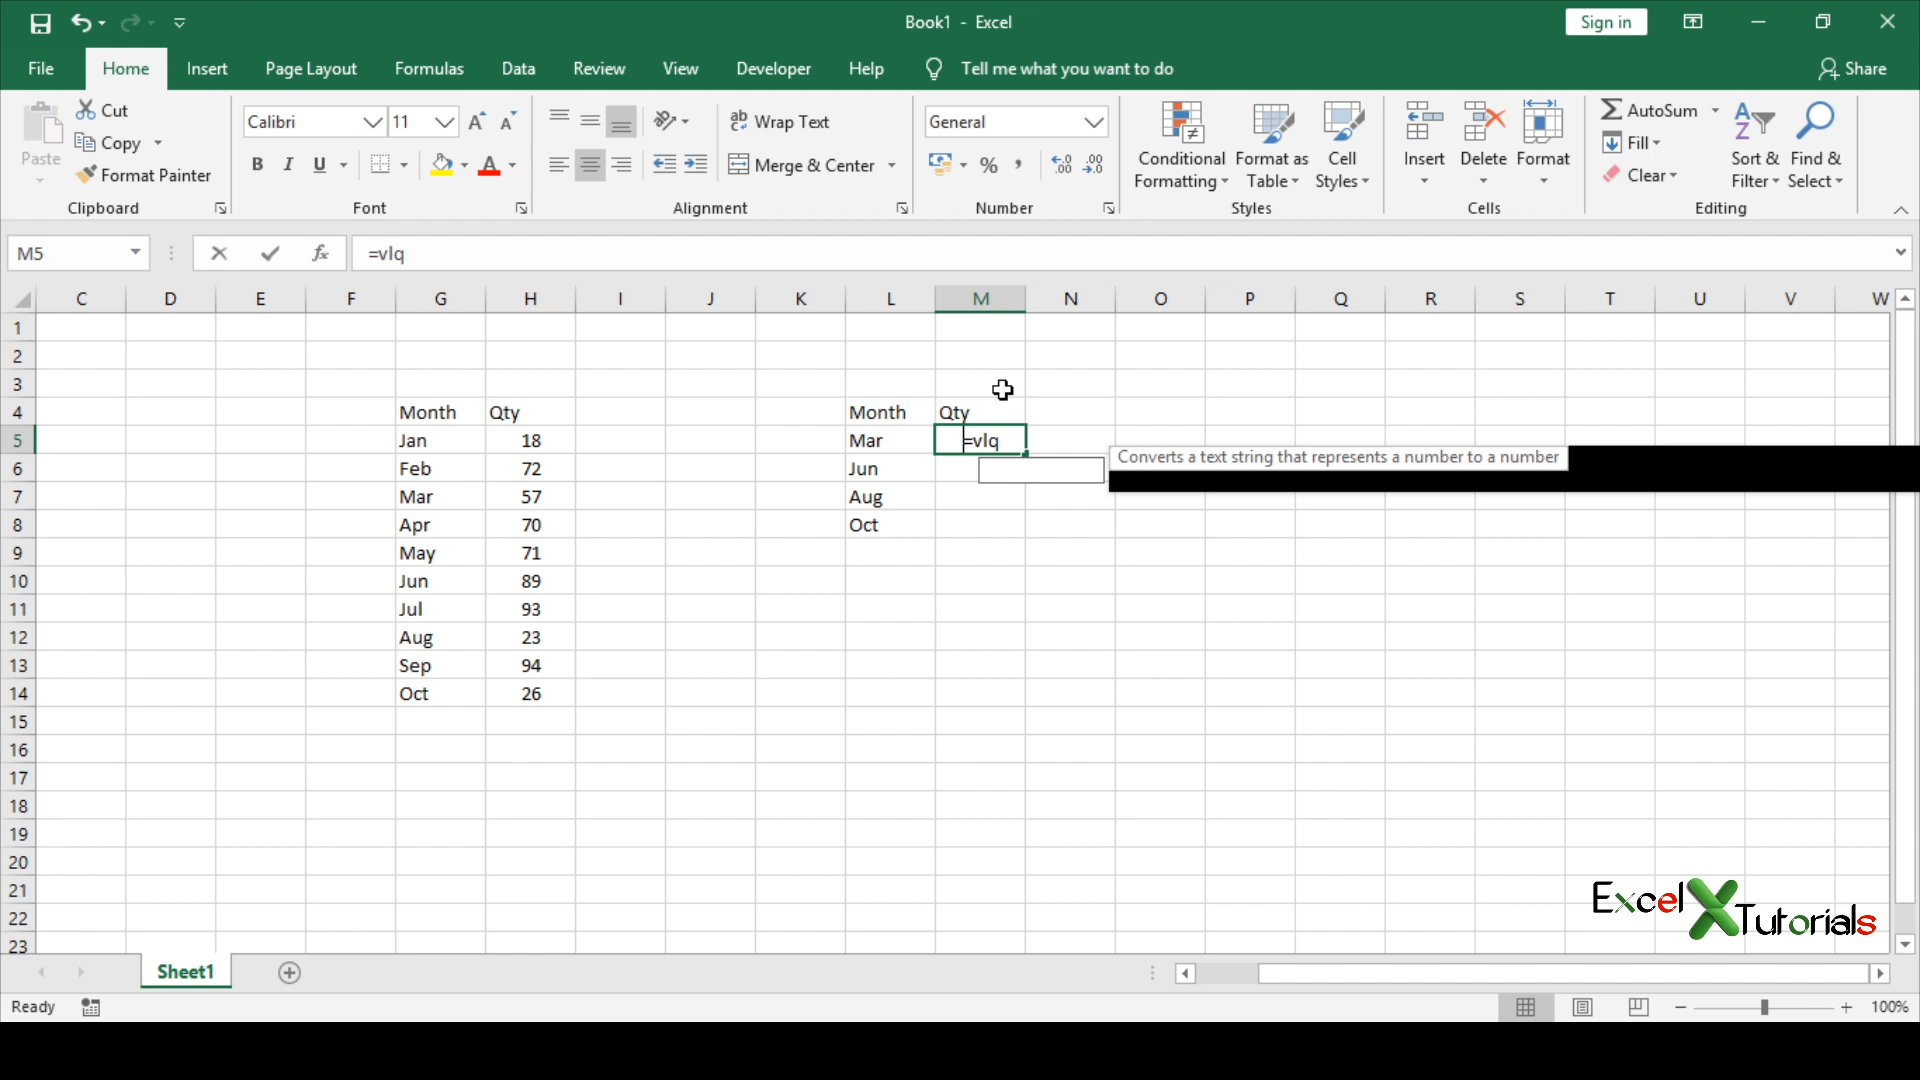 Book1 - Excel
Sign in
File Home Insert Page Layout Formulas Data Review View Developer Help Tell me what you want to do Share
Paste
Cut
Copy
Format Painter
Clipboard
Calibri 11
B I U A
Font
Wrap Text
Merge & Center
Alignment
General
%
Number
Conditional Formatting
Format as Table
Cell Styles
Styles
Insert Delete Format
Cells
AutoSum
Fill
Clear
Sort & Filter
Find & Select
Editing
M5 fx =vlq
C D E F G H I J K L M N O P Q R S T U V W
1
2
3
4 Month Qty Month Qty
5 Jan 18 Mar =vlq
Converts a text string that represents a number to a number
6 Feb 72 Jun
7 Mar 57 Aug
8 Apr 70 Oct
9 May 71
10 Jun 89
11 Jul 93
12 Aug 23
13 Sep 94
14 Oct 26
15
16
17
18
19
20
21
22
23
Excel X Tutorials
Sheet1
Ready 100%